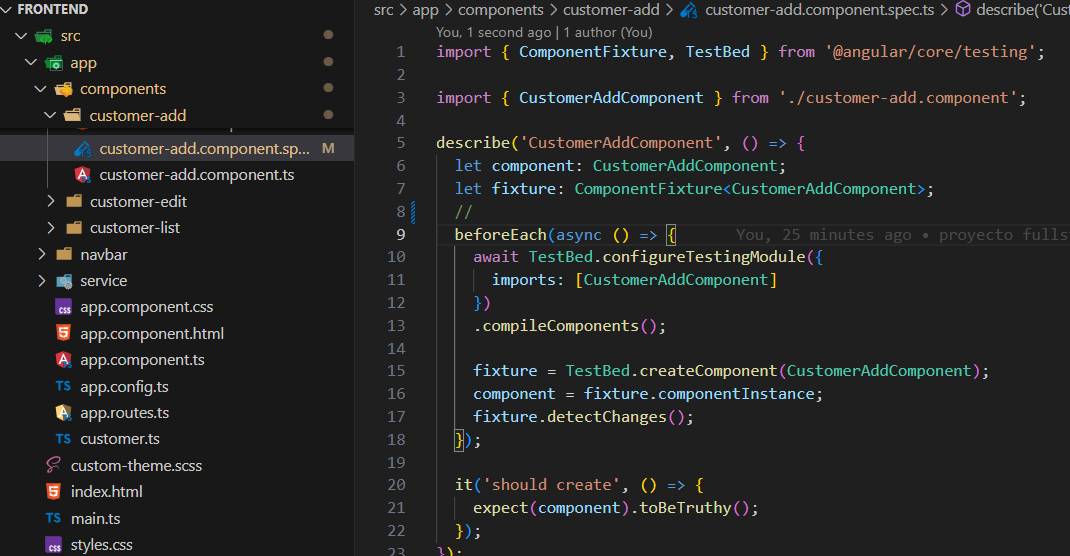 FRONTEND
src
app
components
customer-add
customer-add.component.sp... M
customer-add.component.ts
customer-edit
customer-list
navbar
service
app.component.css
app.component.html
app.component.ts
TS app.config.ts
app.routes.ts
TS customer.ts
custom-theme.scss
index.html
TS main.ts
styles.css
src > app > components > customer-add > customer-add.component.spec.ts > describe('Cus
You, 1 second ago | 1 author (You)
1 import { ComponentFixture, TestBed } from '@angular/core/testing';
2
3 import { CustomerAddComponent } from './customer-add.component';
4
5 describe('CustomerAddComponent', () => {
6 let component: CustomerAddComponent;
7 let fixture: ComponentFixture<CustomerAddComponent>;
8 //
9 beforeEach(async () => { You, 25 minutes ago • proyecto fulls
10 await TestBed.configureTestingModule({
11 imports: [CustomerAddComponent]
12 })
13 .compileComponents();
14
15 fixture = TestBed.createComponent(CustomerAddComponent);
16 component = fixture.componentInstance;
17 fixture.detectChanges();
18 });
19
20 it('should create', () => {
21 expect(component).toBeTruthy();
22 });
23 });